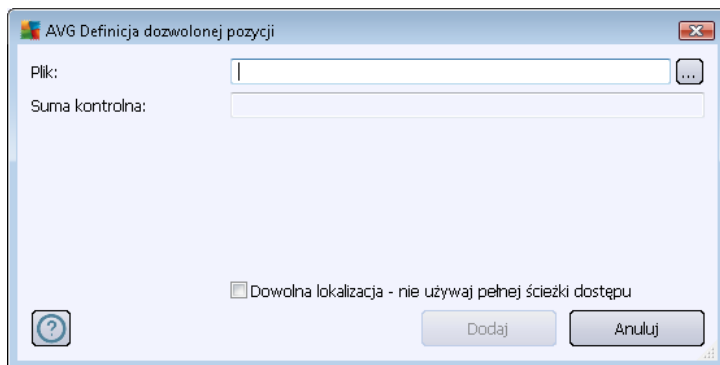 AVG Definicja dozwolonej pozycji
Plik:
...
Suma kontrolna:
Dowolna lokalizacja - nie używaj pełnej ścieżki dostępu
?
Dodaj
Anuluj